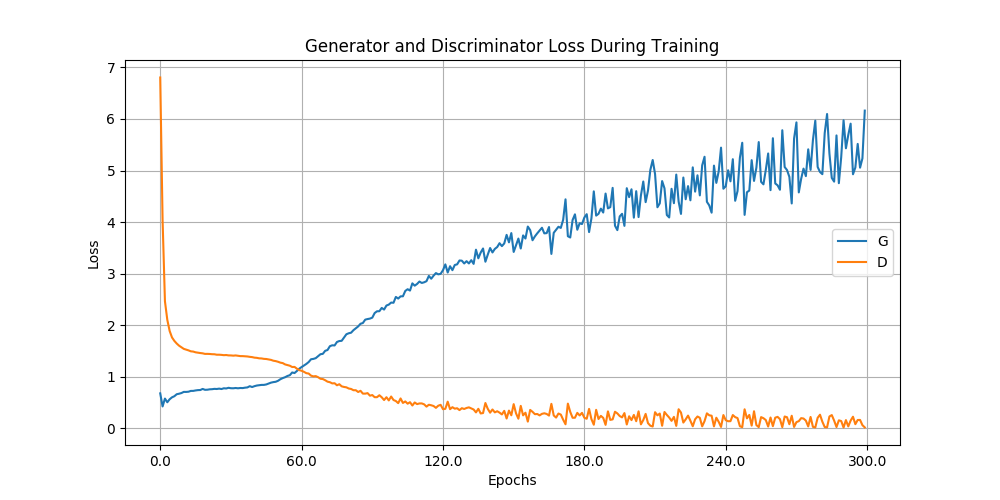 Generator and Discriminator Loss During Training
7
6
5
4
3
2
1
0
Loss
G
D
0.0 60.0 120.0 180.0 240.0 300.0
Epochs